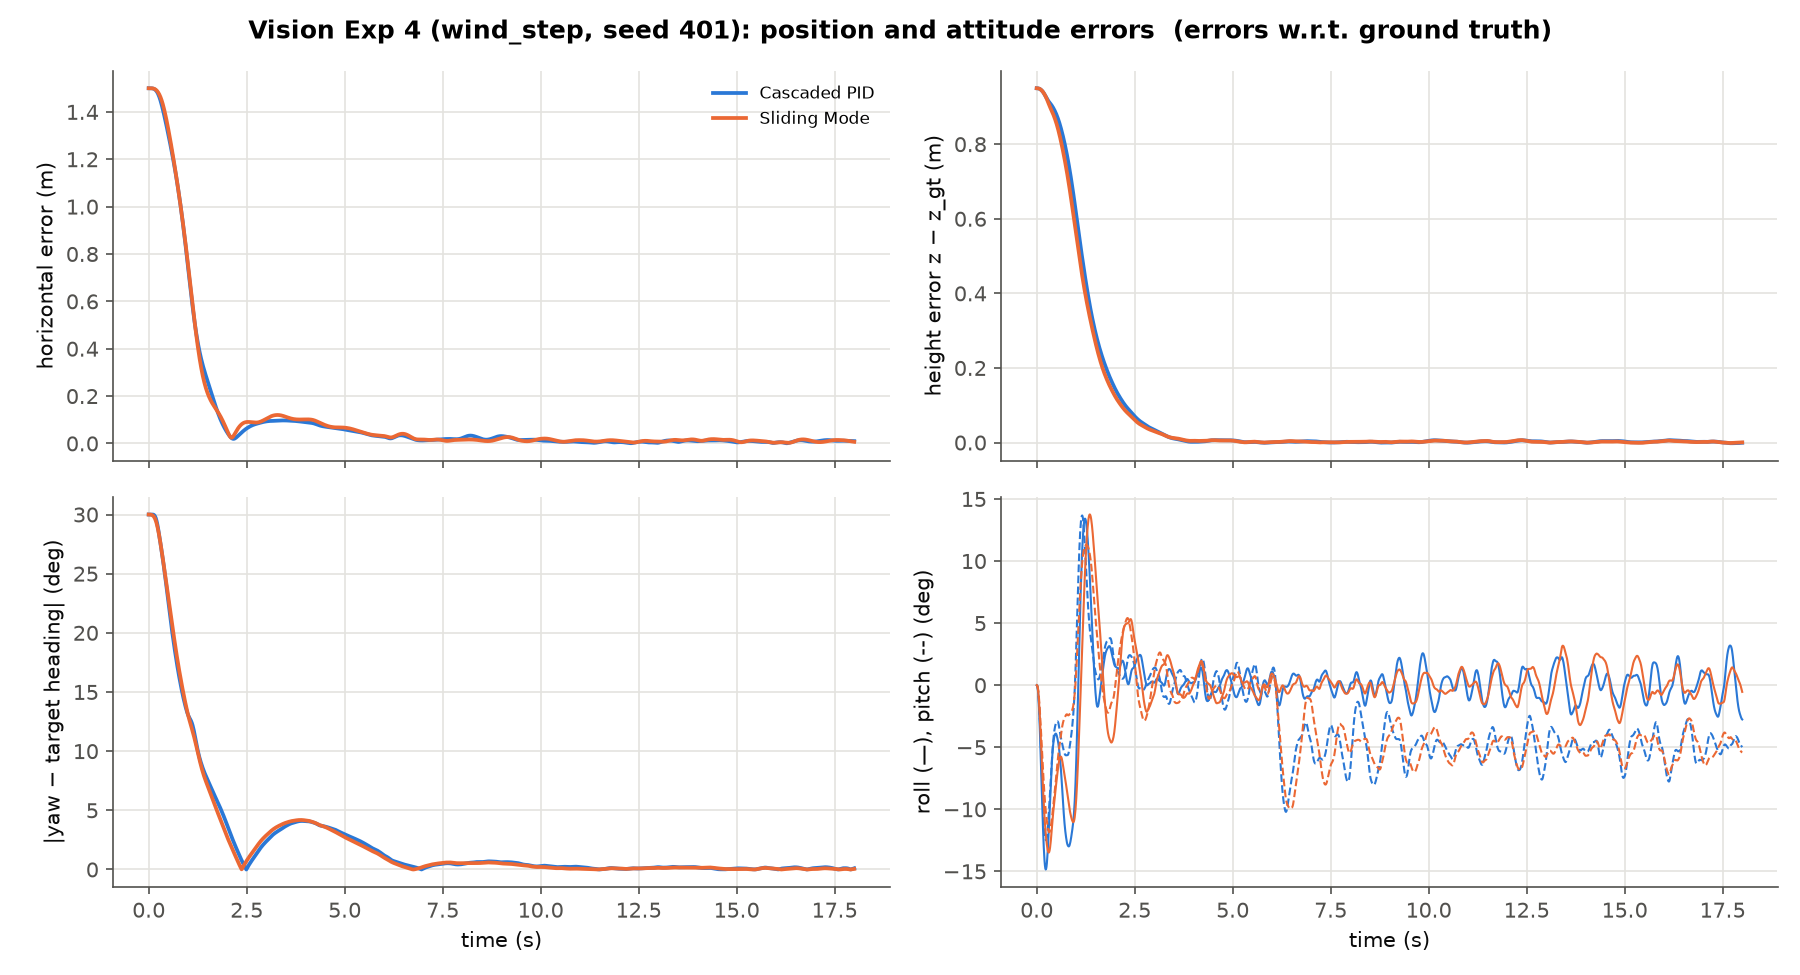 Vision Exp 4 (wind_step, seed 401): position and attitude errors  (errors w.r.t. ground truth)
horizontal error (m)
1.4
1.2
1.0
0.8
0.6
0.4
0.2
0.0
Cascaded PID
Sliding Mode
height error z − z_gt (m)
0.8
0.6
0.4
0.2
0.0
|yaw − target heading| (deg)
30
25
20
15
10
5
0
0.0 2.5 5.0 7.5 10.0 12.5 15.0 17.5
time (s)
roll (—), pitch (--) (deg)
15
10
5
0
−5
−10
−15
0.0 2.5 5.0 7.5 10.0 12.5 15.0 17.5
time (s)